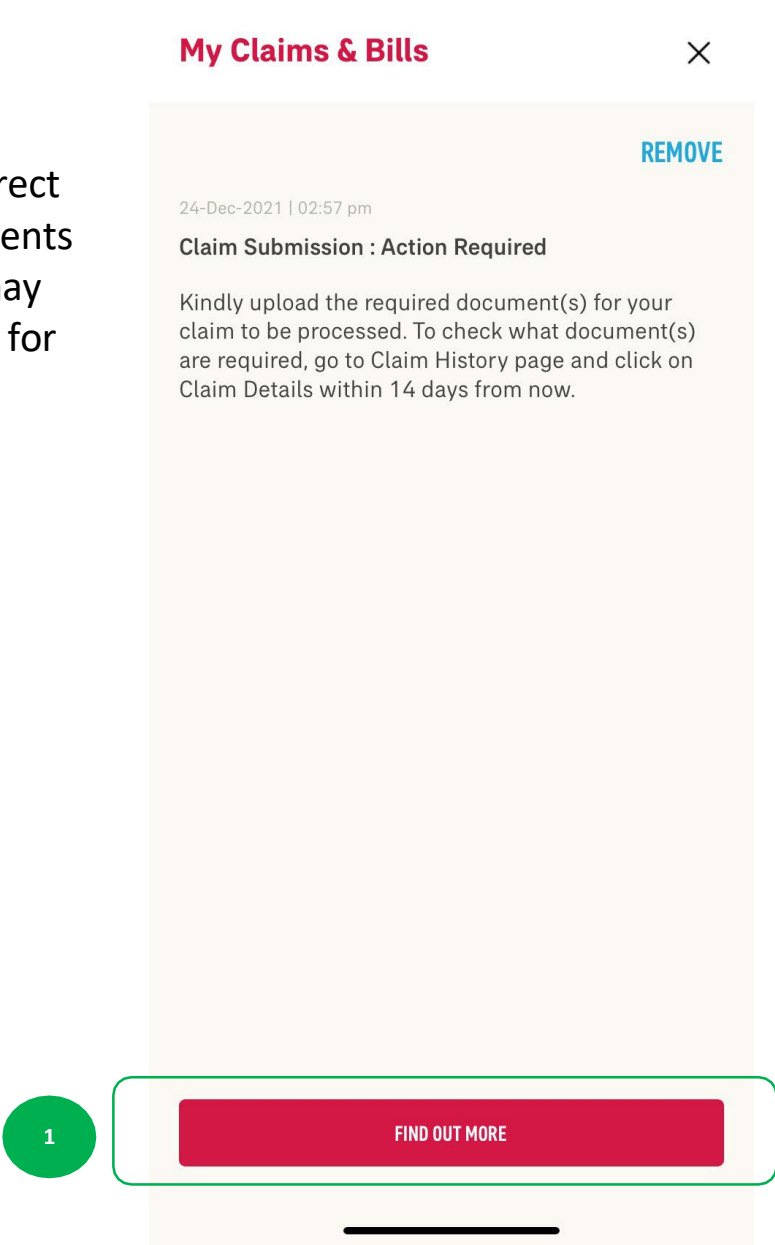 My Claims & Bills
REMOVE
rect
ents
ay
for
24-Dec-2021 | 02:57 pm
Claim Submission : Action Required
Kindly upload the required document(s) for your
claim to be processed. To check what document(s)
are required, go to Claim History page and click on
Claim Details within 14 days from now.
1
FIND OUT MORE